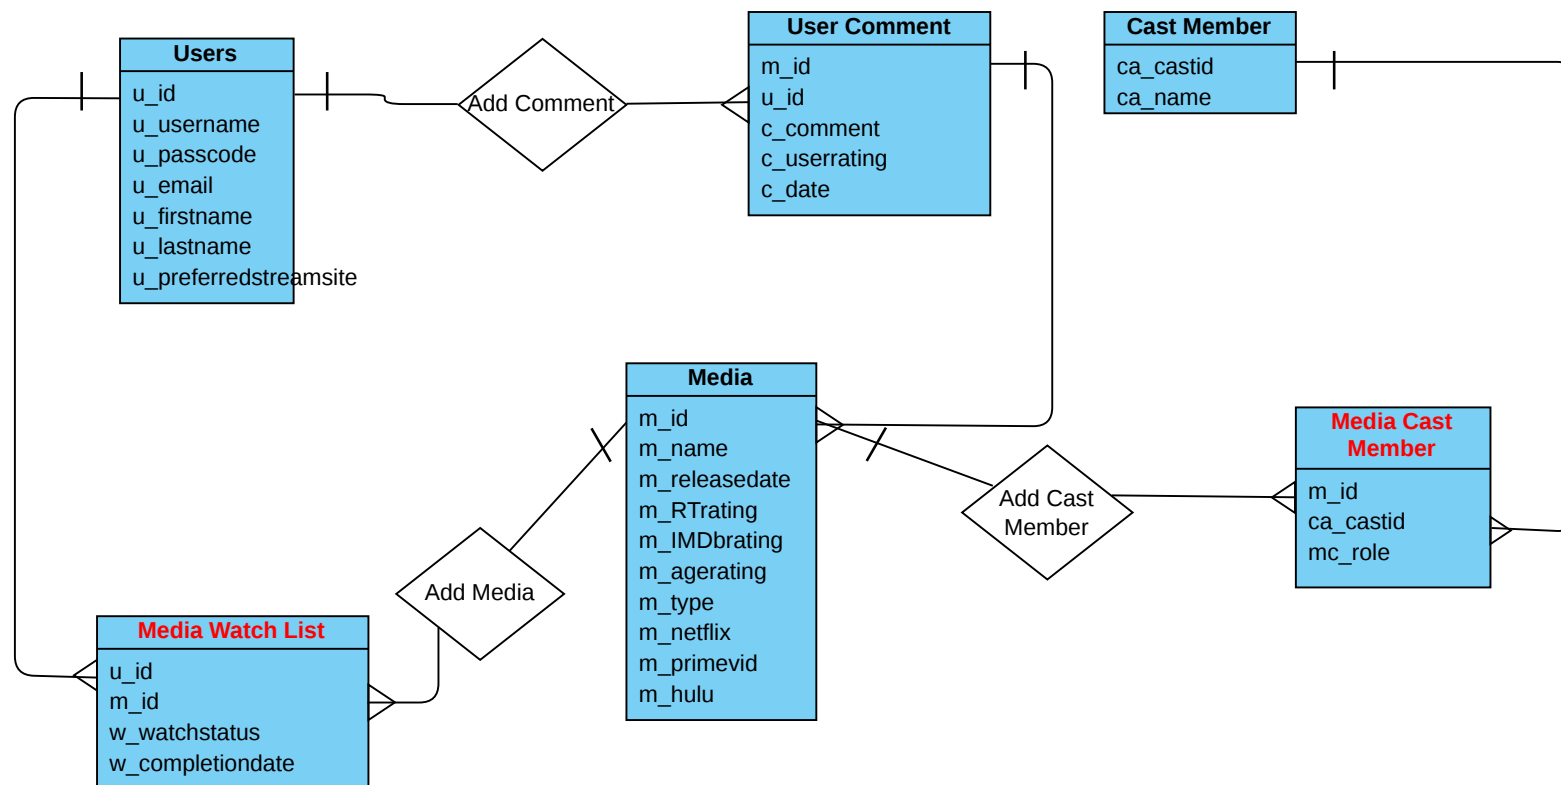 Users
u_id
u_username
u_passcode
u_email
u_firstname
u_lastname
u_preferredstreamsite
Add Comment
User Comment
m_id
u_id
c_comment
c_userrating
c_date
Cast Member
ca_castid
ca_name
Media
m_id
m_name
m_releasedate
m_RTrating
m_IMDbrating
m_agerating
m_type
m_netflix
m_primevid
m_hulu
Add Cast
Member
Media Cast
Member
m_id
ca_castid
mc_role
Add Media
Media Watch List
u_id
m_id
w_watchstatus
w_completiondate